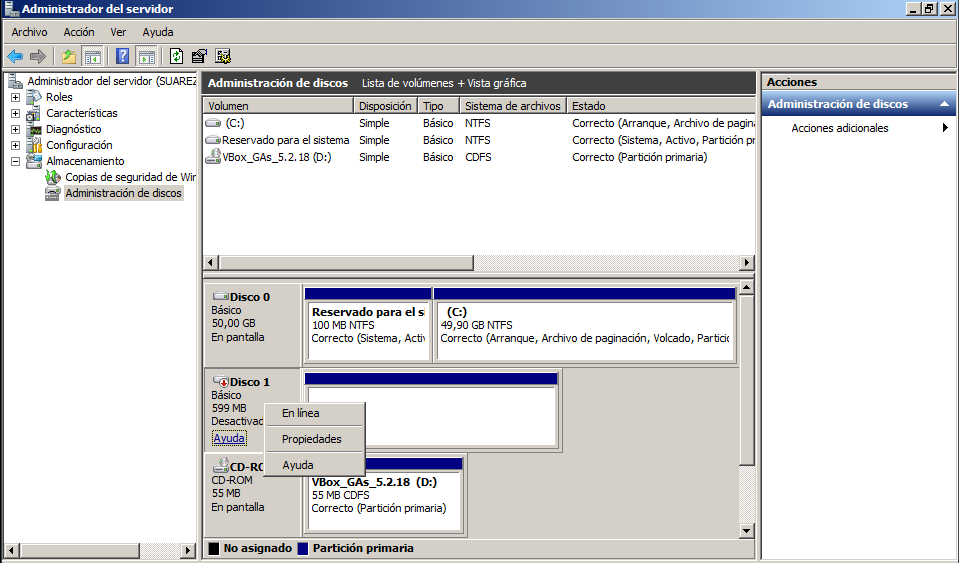 Administrador del servidor
Archivo Acción Ver Ayuda
Administrador del servidor (SUAREZ
Roles
Características
Diagnóstico
Configuración
Almacenamiento
Copias de seguridad de Win
Administración de discos
Administración de discos Lista de volúmenes + Vista gráfica
Volumen Disposición Tipo Sistema de archivos Estado
(C:) Simple Básico NTFS Correcto (Arranque, Archivo de pagina
Reservado para el sistema Simple Básico NTFS Correcto (Sistema, Activo, Partición pr
VBox_GAs_5.2.18 (D:) Simple Básico CDFS Correcto (Partición primaria)
Disco 0
Básico
50,00 GB
En pantalla
Reservado para el si
100 MB NTFS
Correcto (Sistema, Activ
(C:)
49,90 GB NTFS
Correcto (Arranque, Archivo de paginación, Volcado, Partic
Disco 1
Básico
599 MB
Desactivad
Ayuda
En línea
Propiedades
Ayuda
CD-RO
CD-ROM
55 MB
En pantalla
VBox_GAs_5.2.18 (D:)
55 MB CDFS
Correcto (Partición primaria)
No asignado Partición primaria
Acciones
Administración de discos
Acciones adicionales